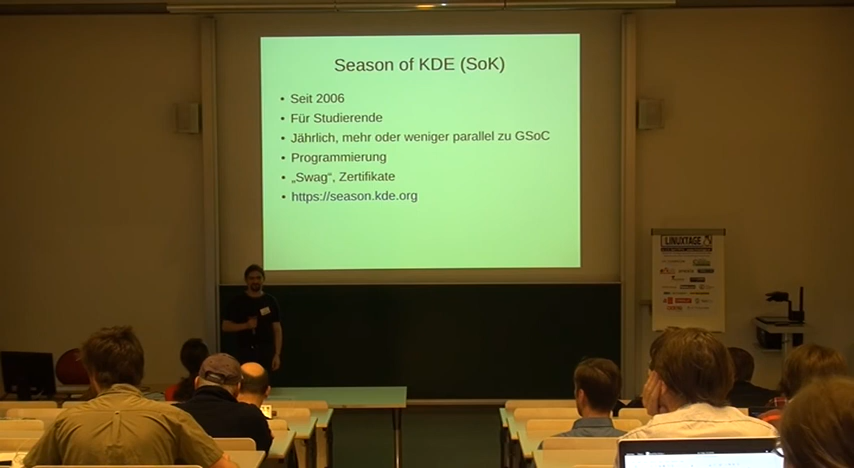 Season of KDE (SoK)
• Seit 2006
• Für Studierende
• Jährlich, mehr oder weniger parallel zu GSoC
• Programmierung
• „Swag“, Zertifikate
• https://season.kde.org
LINUXTAGE